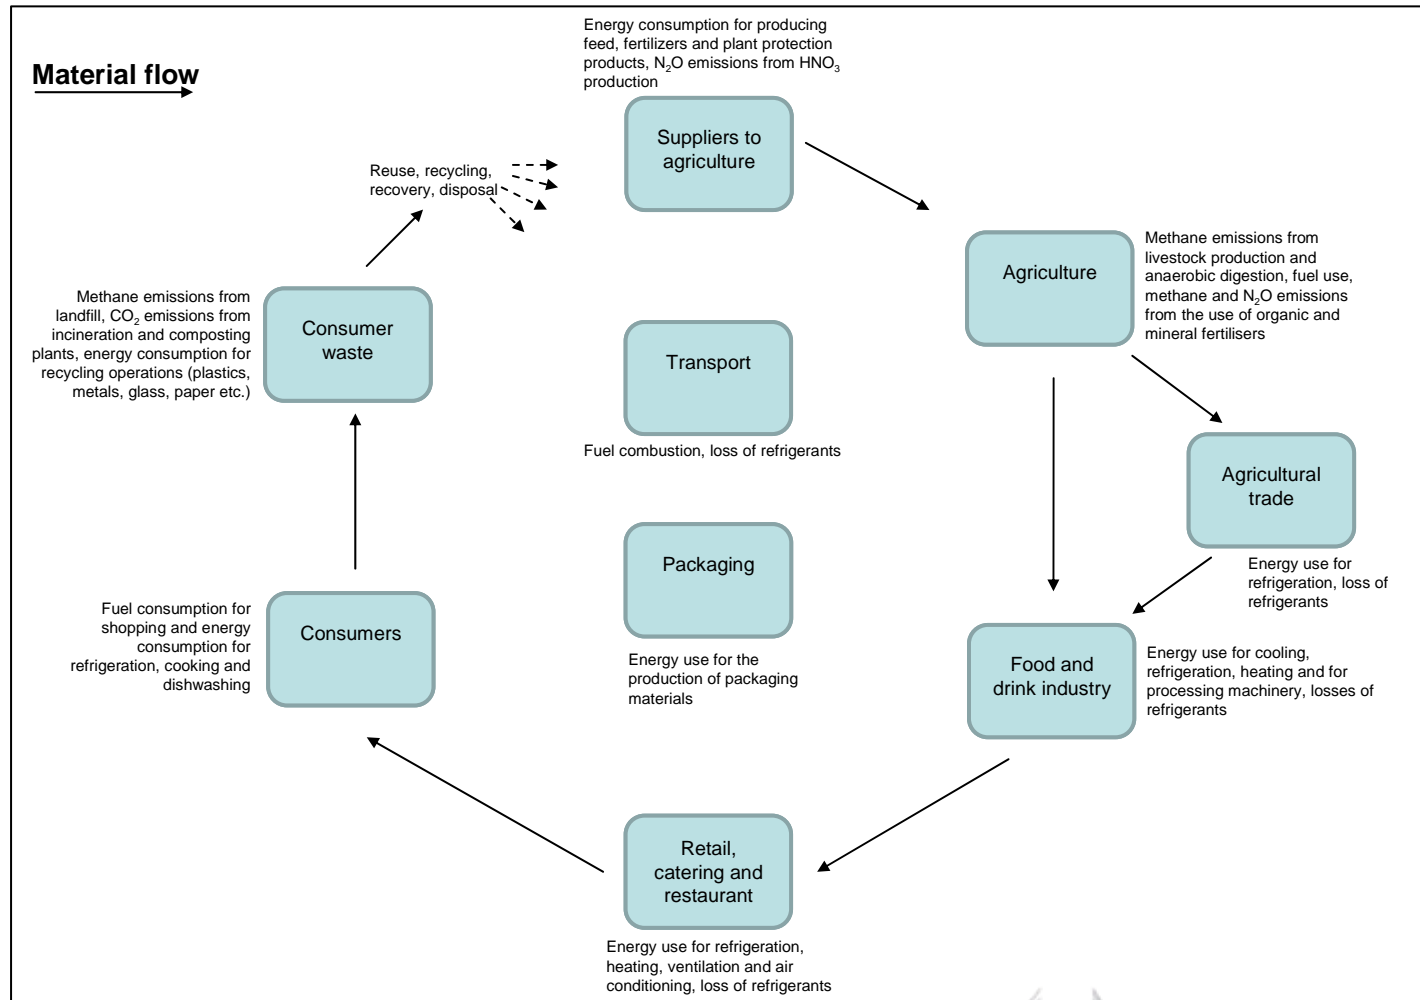 Energy consumption for producing
feed, fertilizers and plant protection
products, N₂O emissions from HNO₃
production
Material flow
Suppliers to
agriculture
Reuse, recycling,
recovery, disposal
Agriculture
Methane emissions from
livestock production and
anaerobic digestion, fuel use,
methane and N₂O emissions
from the use of organic and
mineral fertilisers
Methane emissions from
landfill, CO₂ emissions from
incineration and composting
plants, energy consumption for
recycling operations (plastics,
metals, glass, paper etc.)
Consumer
waste
Transport
Fuel combustion, loss of refrigerants
Agricultural
trade
Energy use for
refrigeration, loss of
refrigerants
Packaging
Energy use for the
production of packaging
materials
Fuel consumption for
shopping and energy
consumption for
refrigeration, cooking and
dishwashing
Consumers
Food and
drink industry
Energy use for cooling,
refrigeration, heating and for
processing machinery, losses of
refrigerants
Retail,
catering and
restaurant
Energy use for refrigeration,
heating, ventilation and air
conditioning, loss of refrigerants